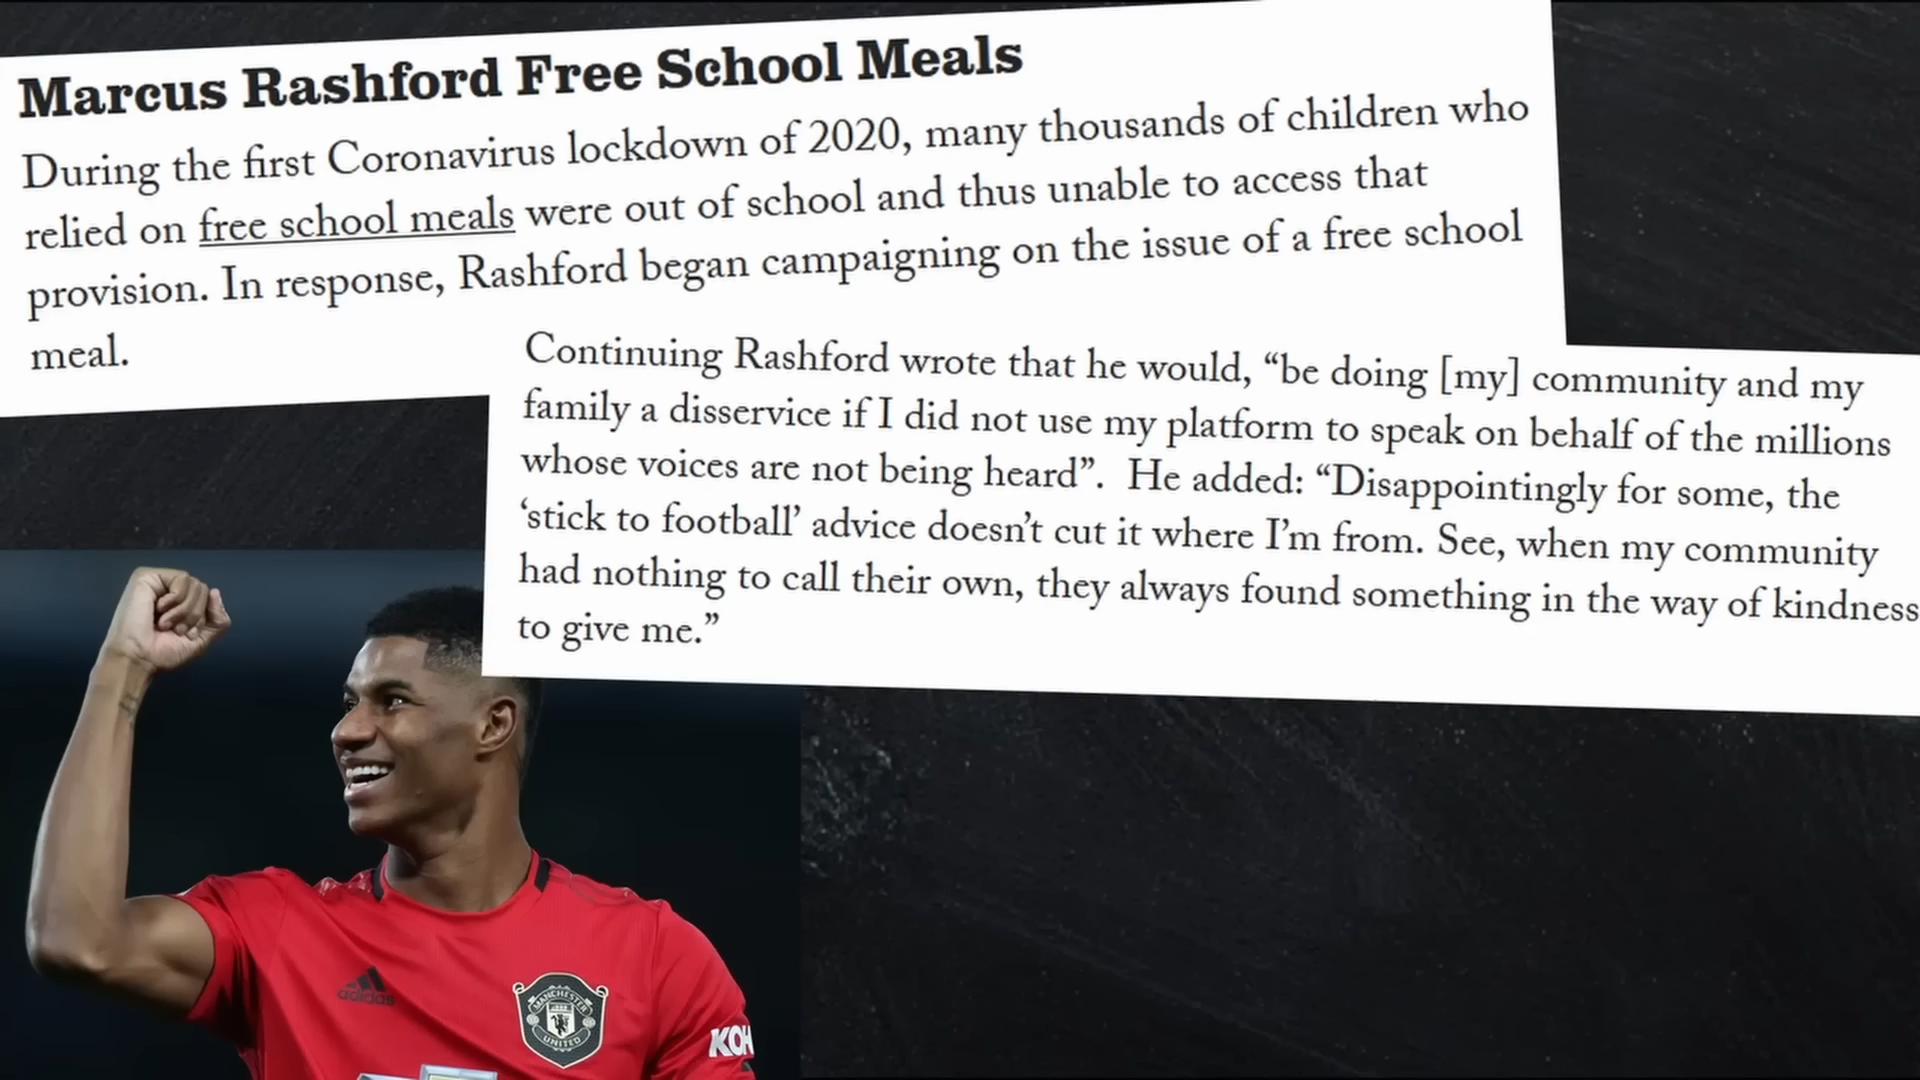 Marcus Rashford Free School Meals
During the first Coronavirus lockdown of 2020, many thousands of children who
relied on free school meals were out of school and thus unable to access that
provision. In response, Rashford began campaigning on the issue of a free school
meal.
Continuing Rashford wrote that he would, “be doing [my] community and my
family a disservice if I did not use my platform to speak on behalf of the millions
whose voices are not being heard”.  He added: “Disappointingly for some, the
‘stick to football’ advice doesn’t cut it where I’m from. See, when my community
had nothing to call their own, they always found something in the way of kindness
to give me.”
adidas
MANCHESTER
UNITED
KOH